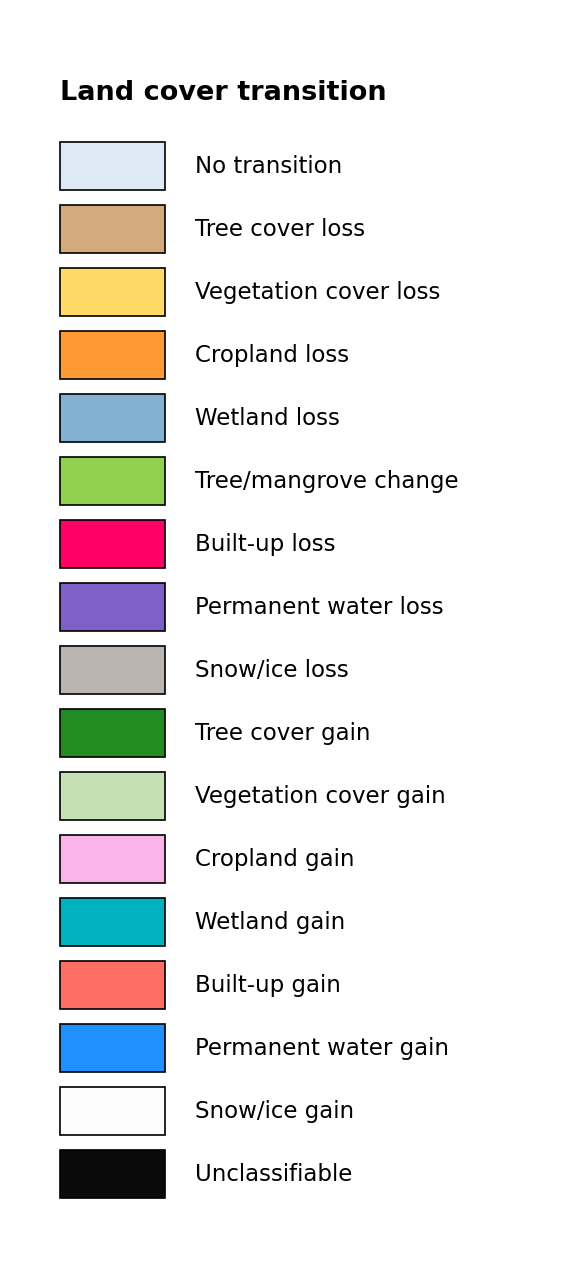 Land cover transition
No transition
Tree cover loss
Vegetation cover loss
Cropland loss
Wetland loss
Tree/mangrove change
Built-up loss
Permanent water loss
Snow/ice loss
Tree cover gain
Vegetation cover gain
Cropland gain
Wetland gain
Built-up gain
Permanent water gain
Snow/ice gain
Unclassifiable